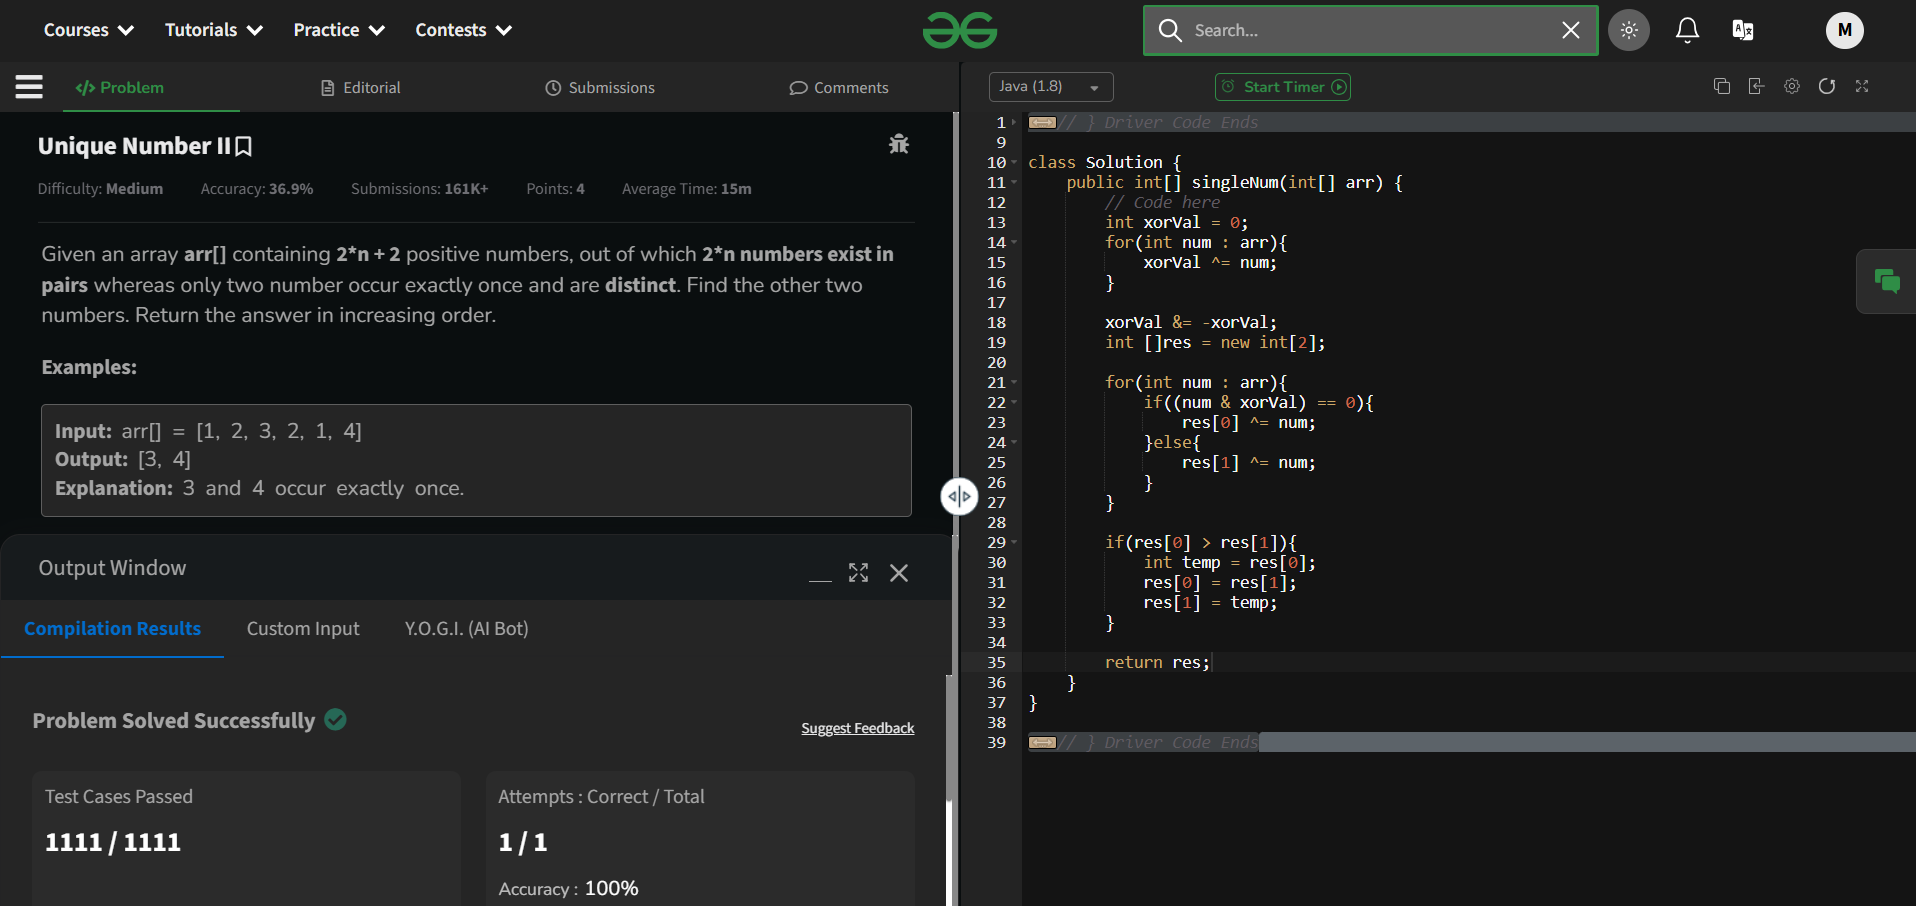 Courses Tutorials Practice Contests Search... M
Problem Editorial Submissions Comments
Unique Number II
Difficulty: Medium Accuracy: 36.9% Submissions: 161K+ Points: 4 Average Time: 15m
Given an array arr[] containing 2*n + 2 positive numbers, out of which 2*n numbers exist in
pairs whereas only two number occur exactly once and are distinct. Find the other two
numbers. Return the answer in increasing order.
Examples:
Input: arr[] = [1, 2, 3, 2, 1, 4]
Output: [3, 4]
Explanation: 3 and 4 occur exactly once.
Output Window
Compilation Results Custom Input Y.O.G.I. (AI Bot)
Problem Solved Successfully
Suggest Feedback
Test Cases Passed
1111 / 1111
Attempts : Correct / Total
1 / 1
Accuracy : 100%
Java (1.8) Start Timer
1 // } Driver Code Ends
9
10 class Solution {
11 public int[] singleNum(int[] arr) {
12 // Code here
13 int xorVal = 0;
14 for(int num : arr){
15 xorVal ^= num;
16 }
17
18 xorVal &= -xorVal;
19 int []res = new int[2];
20
21 for(int num : arr){
22 if((num & xorVal) == 0){
23 res[0] ^= num;
24 }else{
25 res[1] ^= num;
26 }
27 }
28
29 if(res[0] > res[1]){
30 int temp = res[0];
31 res[0] = res[1];
32 res[1] = temp;
33 }
34
35 return res;
36 }
37 }
38
39 // } Driver Code Ends